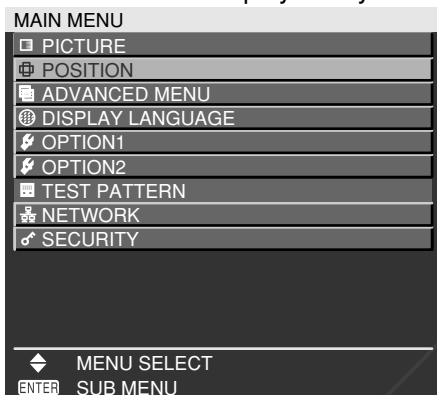 MAIN MENU
PICTURE
POSITION
ADVANCED MENU
DISPLAY LANGUAGE
OPTION1
OPTION2
TEST PATTERN
NETWORK
SECURITY
MENU SELECT
ENTER SUB MENU